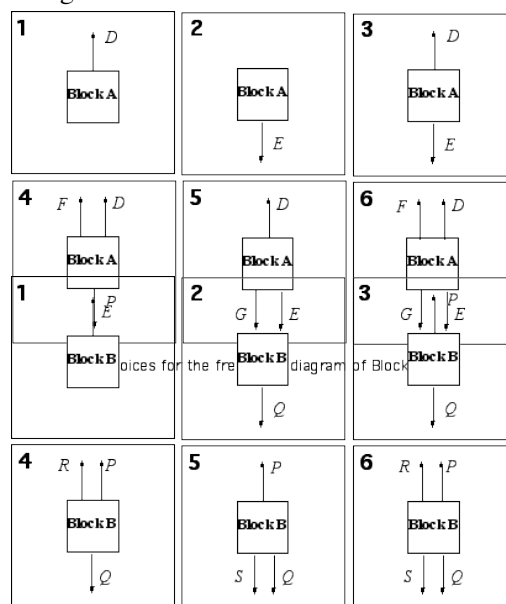 1 2 3
D D
Block A Block A Block A
E E
4 5 6
F D D F D
Block A Block A Block A
1 P 2 3 P
E G E G E
Block B Block B Block B
oices for the fre diagram of Block
Q Q
4 5 6
R P P R P
Block B Block B Block B
Q S Q S Q